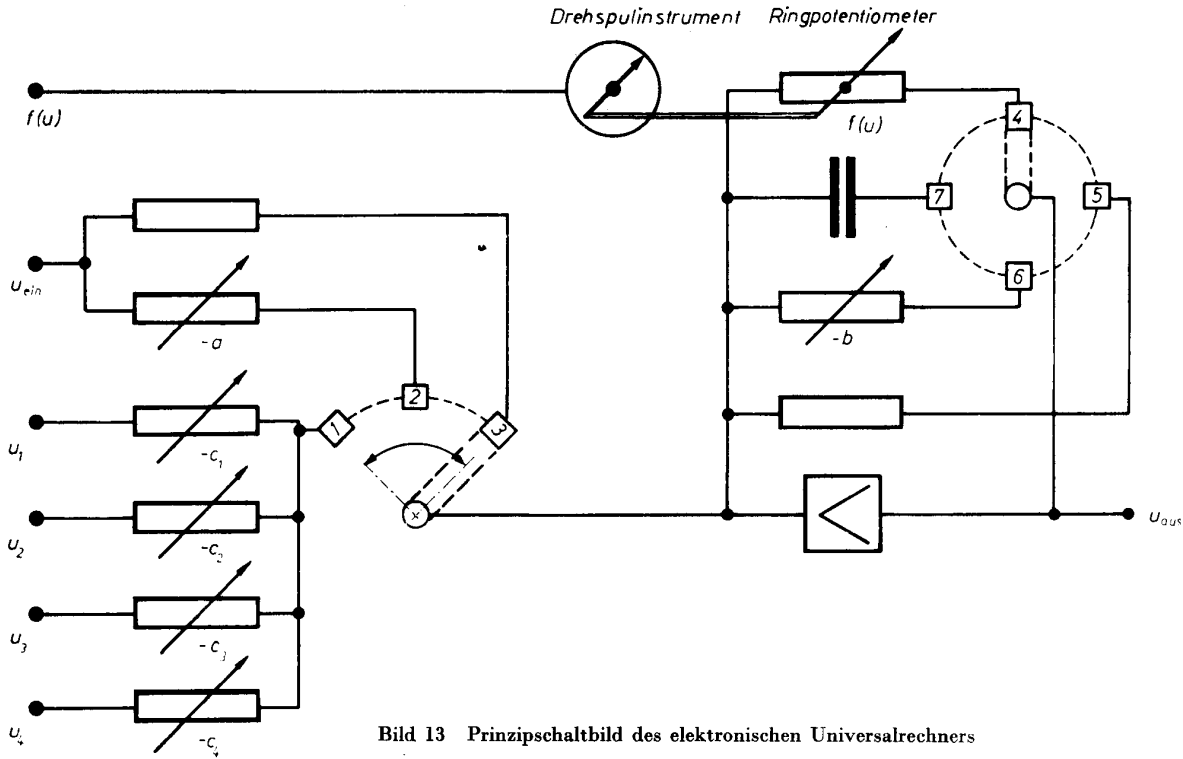 Drehspulinstrument Ringpotentiometer
f(u)
f(u)
4
7
5
6
u_ein
-a
-b
2
1
3
u_1
-c_1
u_2
-c_2
u_3
-c_3
u_4
-c_4
u_aus
Bild 13 Prinzipschaltbild des elektronischen Universalrechners